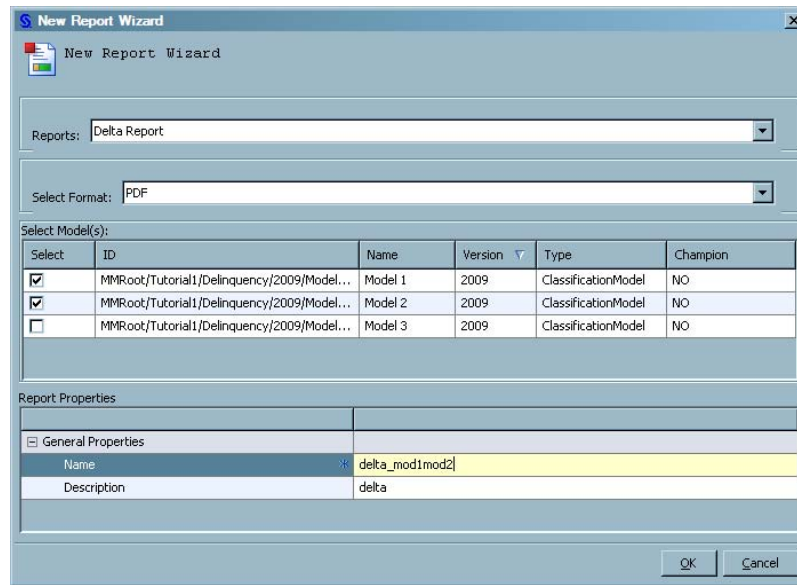 New Report Wizard
New Report Wizard
Reports: Delta Report
Select Format: PDF
Select Model(s):
Select ID Name Version Type Champion
MMRoot/Tutorial1/Delinquency/2009/Model... Model 1 2009 ClassificationModel NO
MMRoot/Tutorial1/Delinquency/2009/Model... Model 2 2009 ClassificationModel NO
MMRoot/Tutorial1/Delinquency/2009/Model... Model 3 2009 ClassificationModel NO
Report Properties
General Properties
Name * delta_mod1mod2
Description delta
OK Cancel